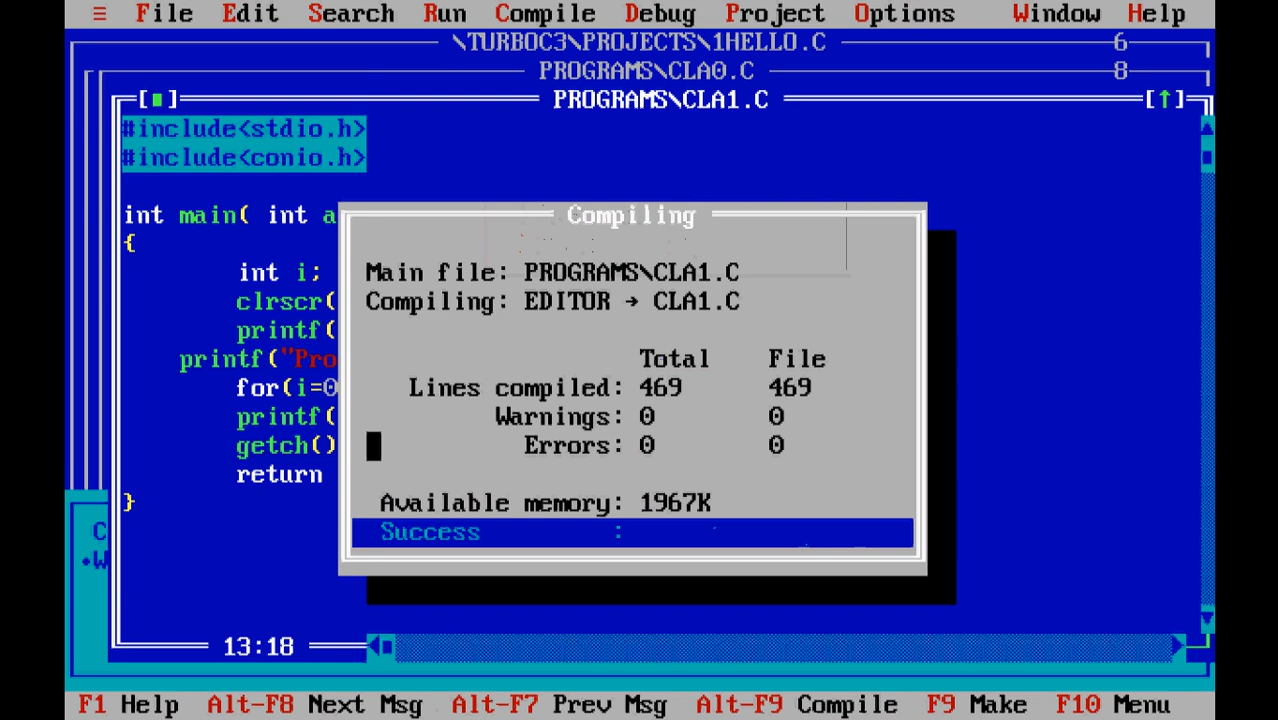 ≡ File Edit Search Run Compile Debug Project Options Window Help
\TURBOC3\PROJECTS\1HELLO.C 6
PROGRAMS\CLA0.C 8
[■] PROGRAMS\CLA1.C [↑]
#include<stdio.h>
#include<conio.h>
int main( int a
{
int i;
clrscr(
printf(
printf("Pro
for(i=0
printf(
getch()
return
}
Compiling
Main file: PROGRAMS\CLA1.C
Compiling: EDITOR → CLA1.C
Total File
Lines compiled: 469 469
Warnings: 0 0
Errors: 0 0
Available memory: 1967K
Success :
C
•W
13:18
F1 Help Alt-F8 Next Msg Alt-F7 Prev Msg Alt-F9 Compile F9 Make F10 Menu